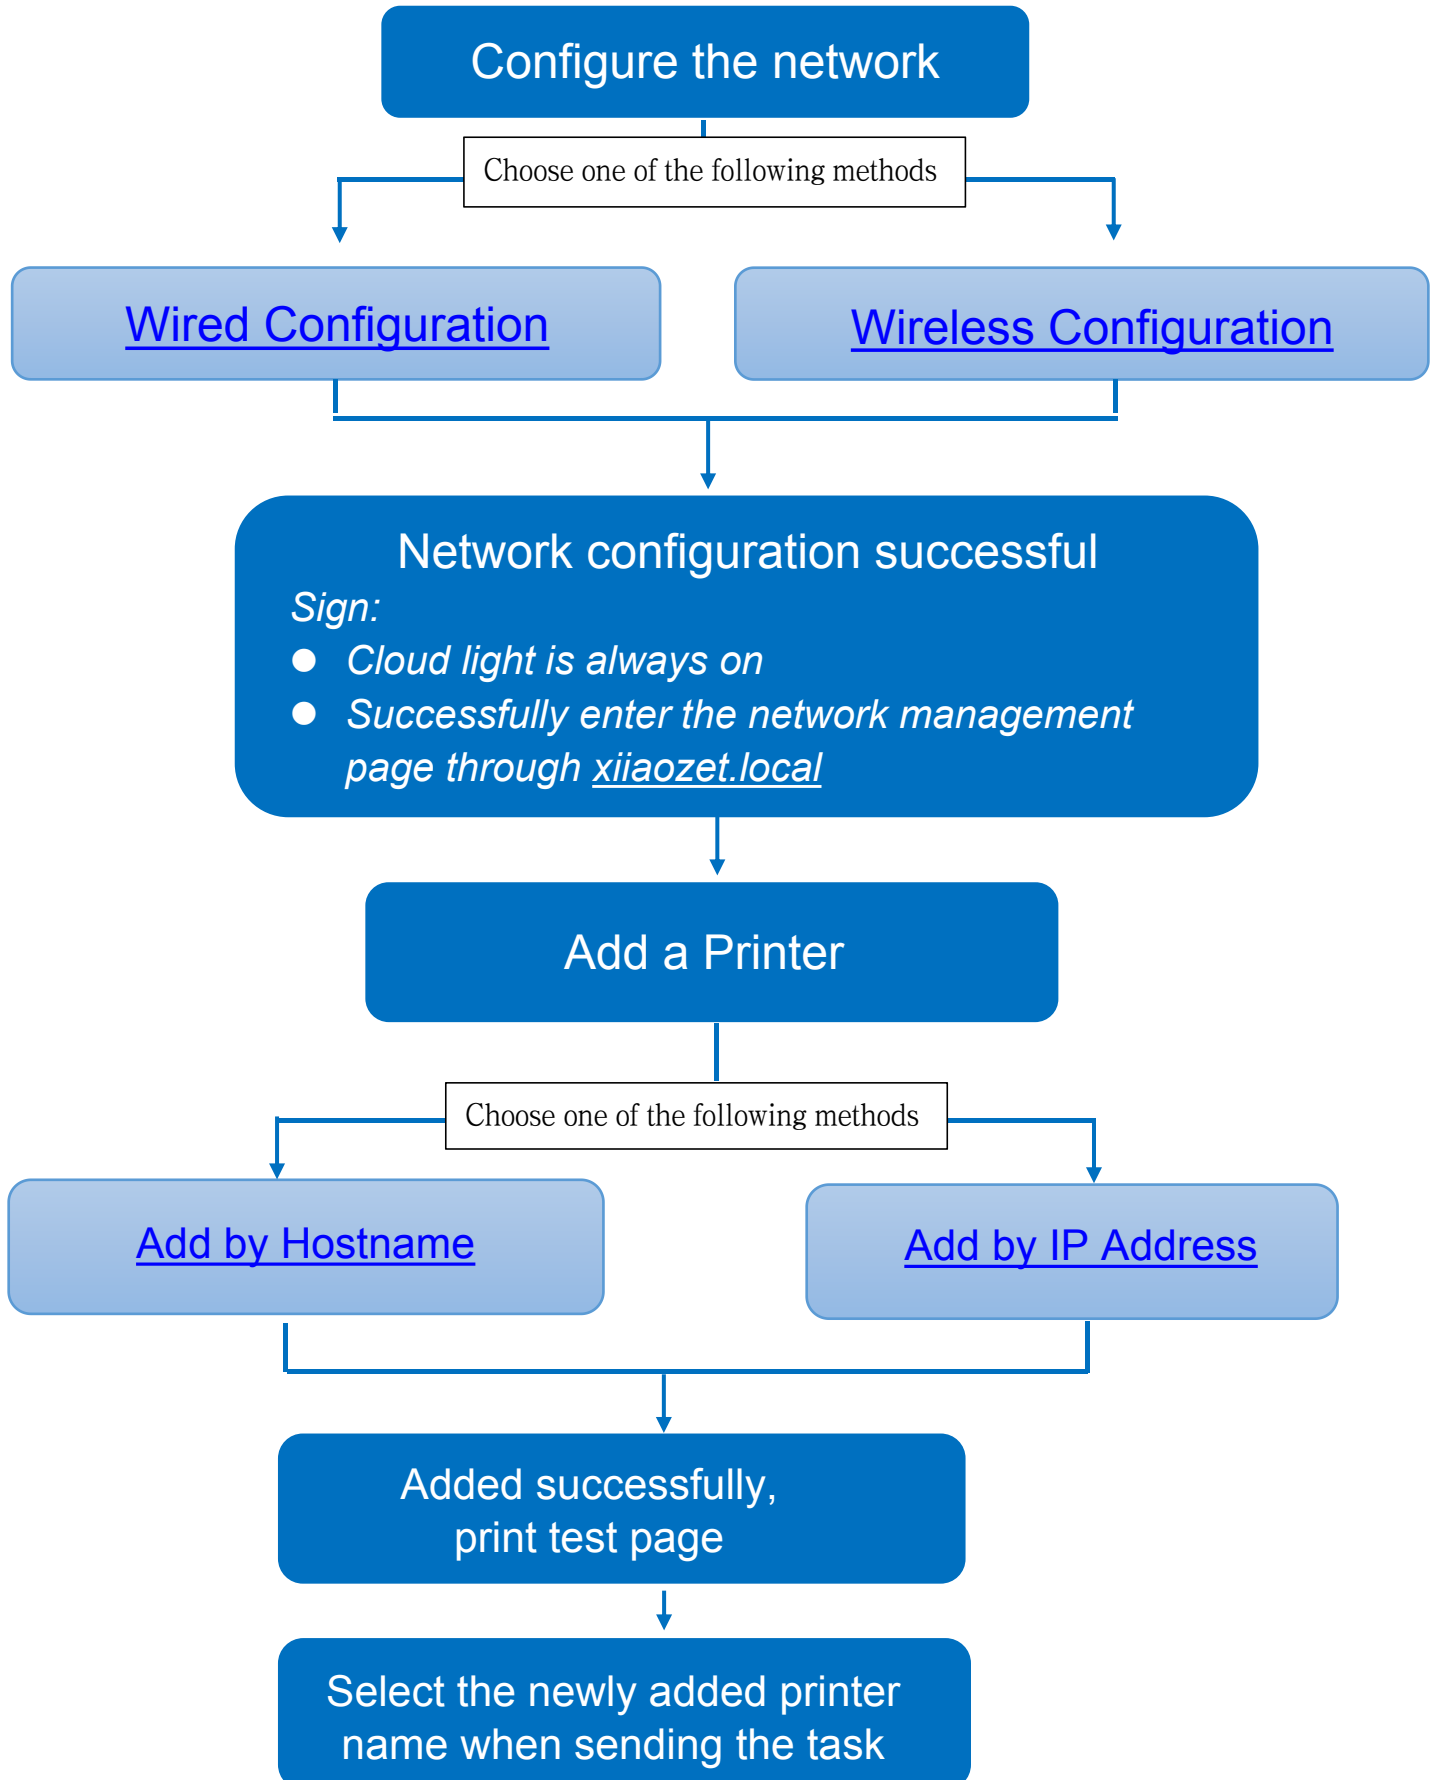 Configure the network
Choose one of the following methods
Wired Configuration
Wireless Configuration
Network configuration successful
Sign:
● Cloud light is always on
● Successfully enter the network management
page through xiiaozet.local
Add a Printer
Choose one of the following methods
Add by Hostname
Add by IP Address
Added successfully,
print test page
Select the newly added printer
name when sending the task